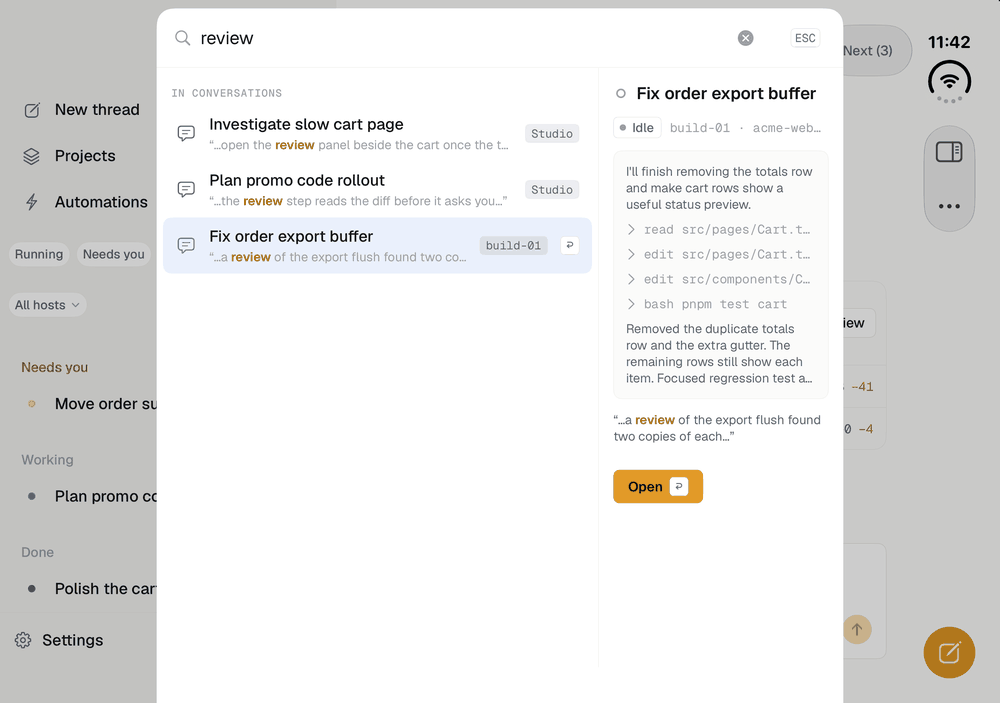 review
ESC
Next (3)
11:42
New thread
Projects
Automations
Running
Needs you
All hosts
Needs you
Move order su
Working
Plan promo co
Done
Polish the car
Settings
IN CONVERSATIONS
Investigate slow cart page
“…open the review panel beside the cart once the t…
Studio
Plan promo code rollout
“…the review step reads the diff before it asks you…”
Studio
Fix order export buffer
“…a review of the export flush found two co…
build-01
Fix order export buffer
Idle build-01 · acme-web…
I'll finish removing the totals row
and make cart rows show a
useful status preview.
read src/pages/Cart.t…
edit src/pages/Cart.t…
edit src/components/C…
bash pnpm test cart
Removed the duplicate totals
row and the extra gutter. The
remaining rows still show each
item. Focused regression test a…
“…a review of the export flush found
two copies of each…”
Open
iew
−41
0 −4